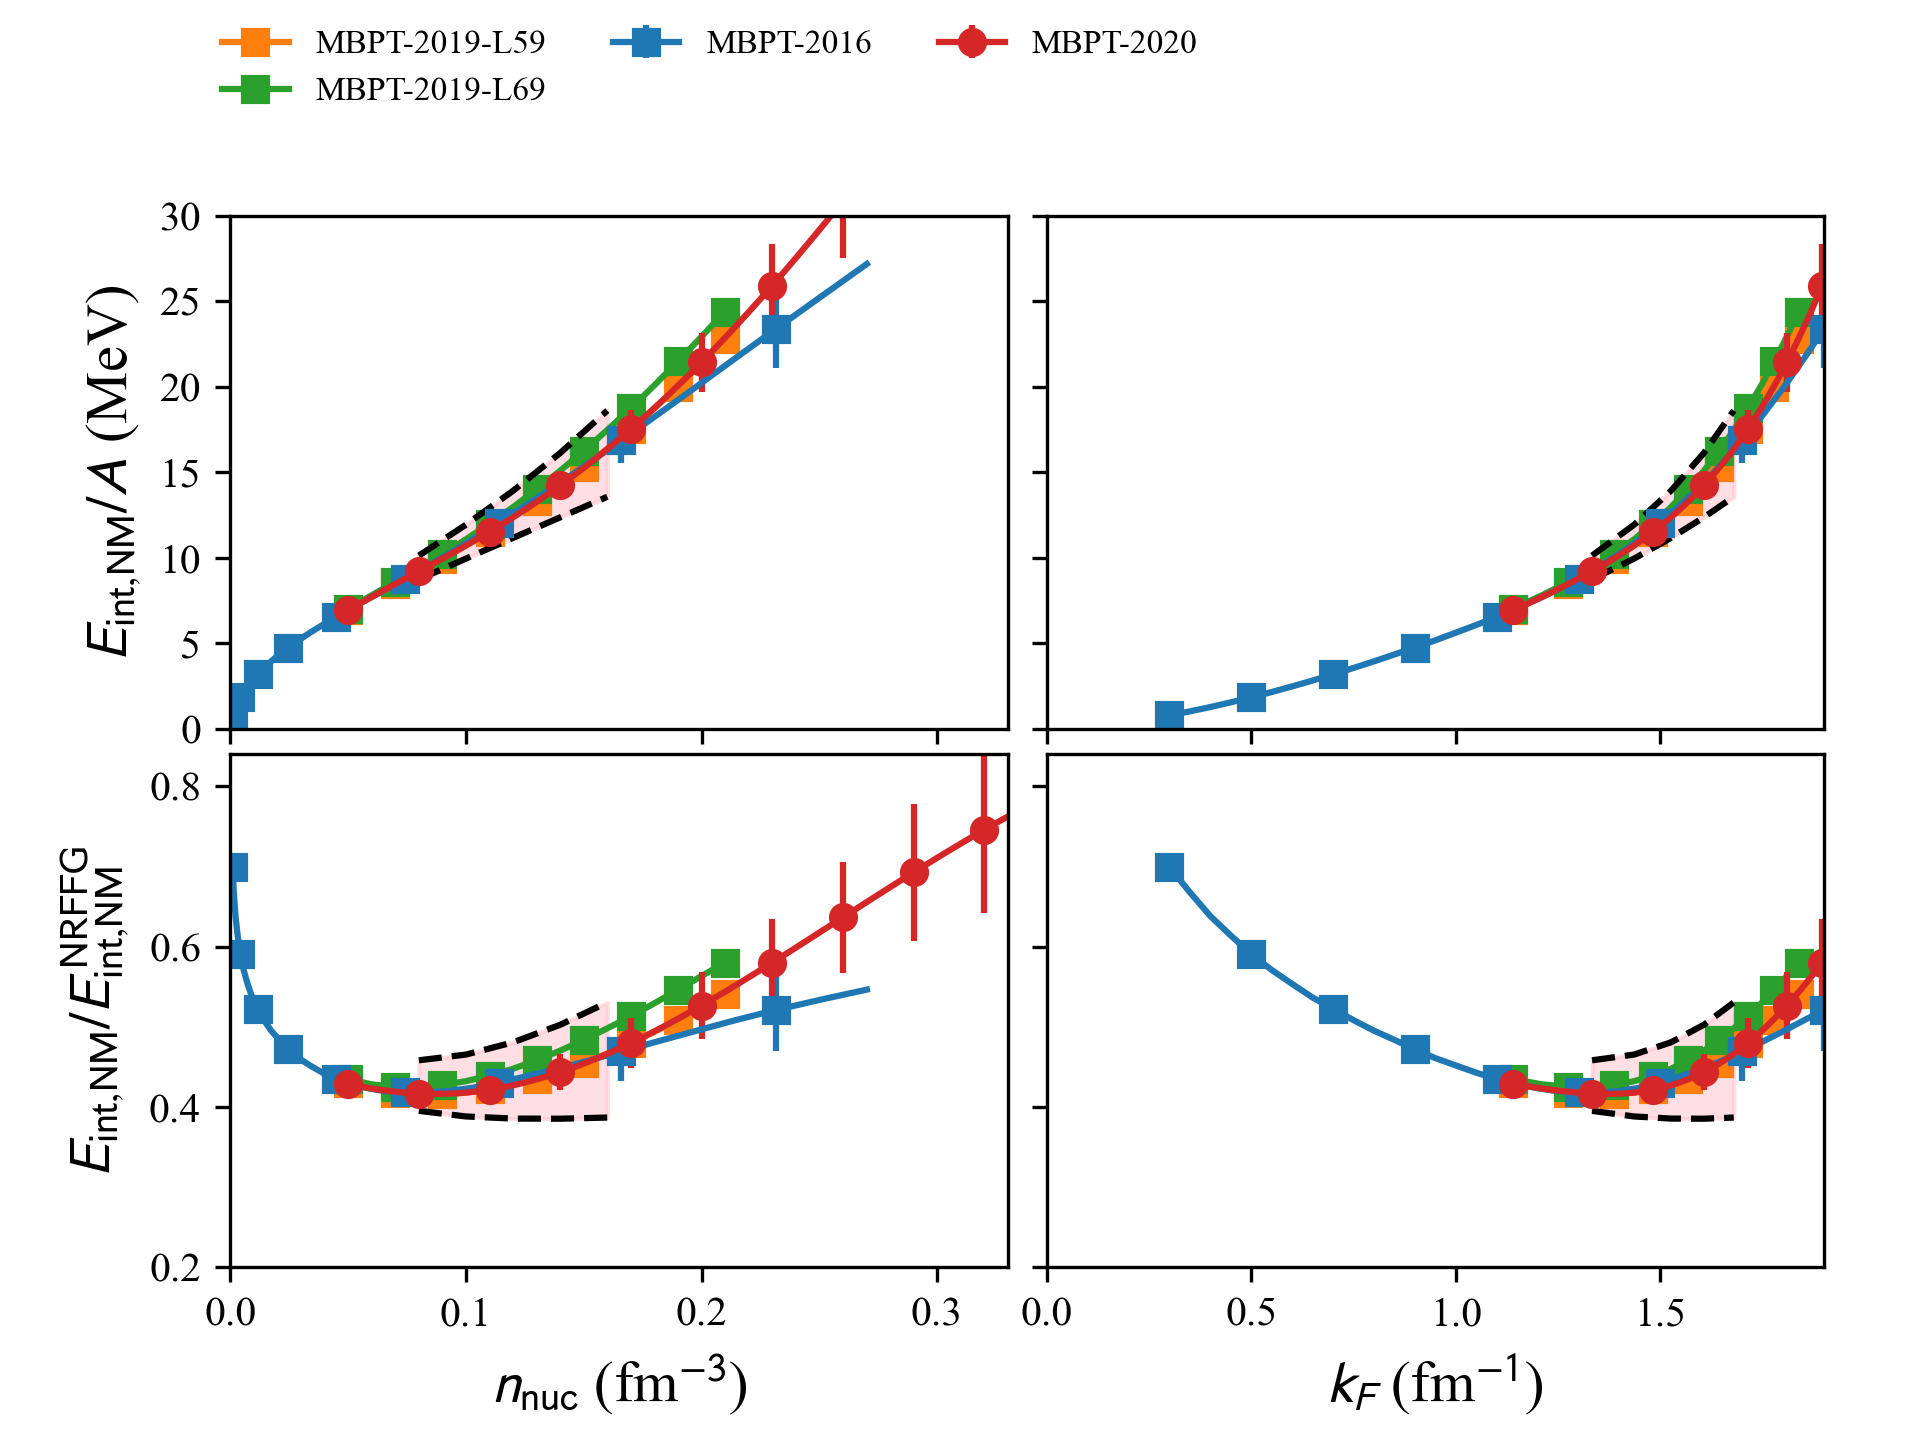 MBPT-2019-L59 MBPT-2016 MBPT-2020
MBPT-2019-L69
30
25
20
15
10
5
0
E_int,NM/A (MeV)
0.8
0.6
0.4
0.2
E_int,NM/E^NRFFG_int,NM
0.0 0.1 0.2 0.3 0.0 0.5 1.0 1.5
n_nuc (fm⁻³) k_F (fm⁻¹)